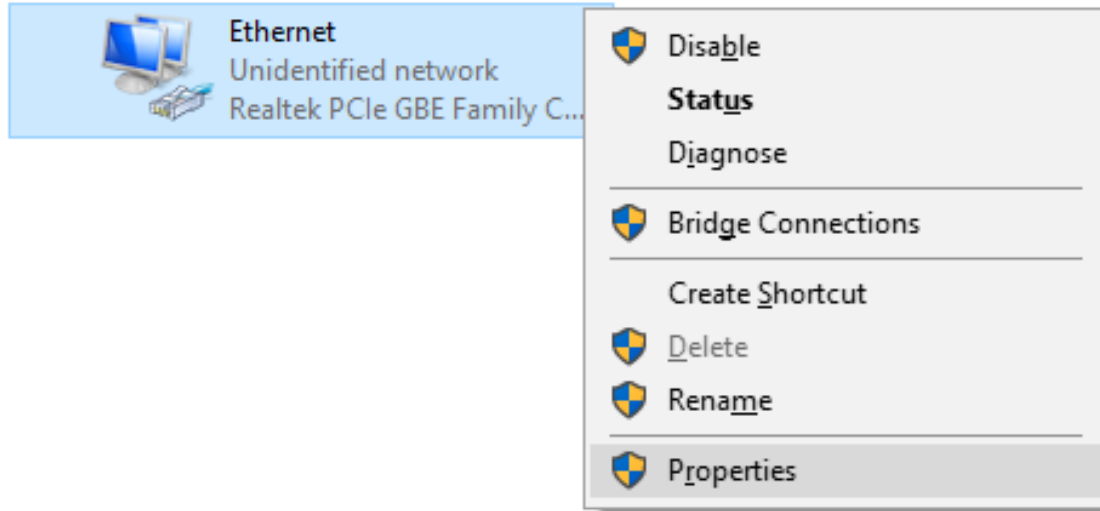 Ethernet
Unidentified network
Realtek PCIe GBE Family C...
Disable
Status
Diagnose
Bridge Connections
Create Shortcut
Delete
Rename
Properties